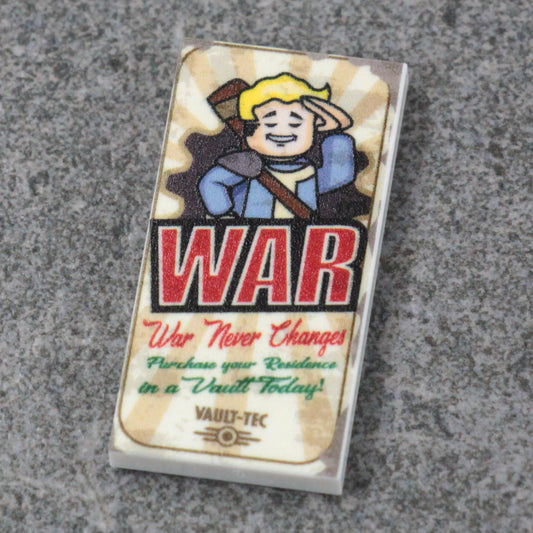 WAR
War Never Changes
Purchase your Residence
in a Vault Today!
VAULT-TEC